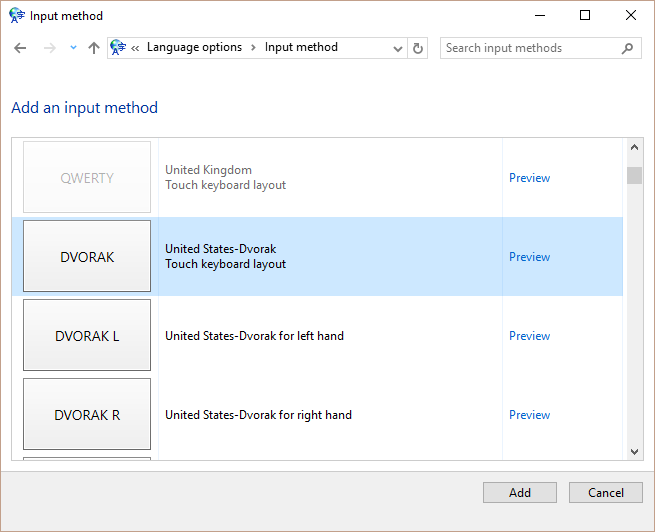 Input method
« Language options > Input method
Search input methods
Add an input method
QWERTY
United Kingdom
Touch keyboard layout
Preview
DVORAK
United States-Dvorak
Touch keyboard layout
Preview
DVORAK L
United States-Dvorak for left hand
Preview
DVORAK R
United States-Dvorak for right hand
Preview
Add
Cancel